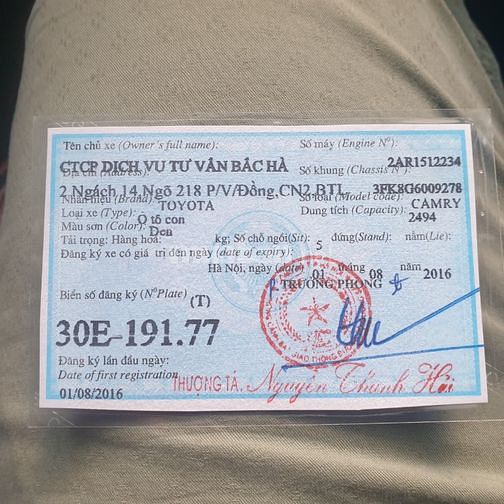 Tên chủ xe (Owner's full name): Số máy (Engine Nº):
CTCP DỊCH VỤ TƯ VẤN BẮC HÀ 2AR1512234
Địa chỉ (Address): Số khung (Chassis Nº):
2 Ngách 14 Ngõ 218 P/V/Đồng,CN2 BTL 3FK8G6009278
Nhãn hiệu (Brand): TOYOTA Số loại (Model code): CAMRY
Loại xe (Type): Ô tô con Dung tích (Capacity): 2494
Màu sơn (Color): Đen
Tải trọng: Hàng hoá: kg; Số chỗ ngồi(Sit): 5 đứng(Stand): nằm(Lie):
Đăng ký xe có giá trị đến ngày (date of expiry):
Hà Nội, ngày (date) 01 tháng 08 năm 2016
Biển số đăng ký (NºPlate) (T) TRƯỞNG PHÒNG
30E-191.77
Đăng ký lần đầu ngày:
Date of first registration
01/08/2016 THƯỢNG TÁ. Nguyễn Thanh Hải